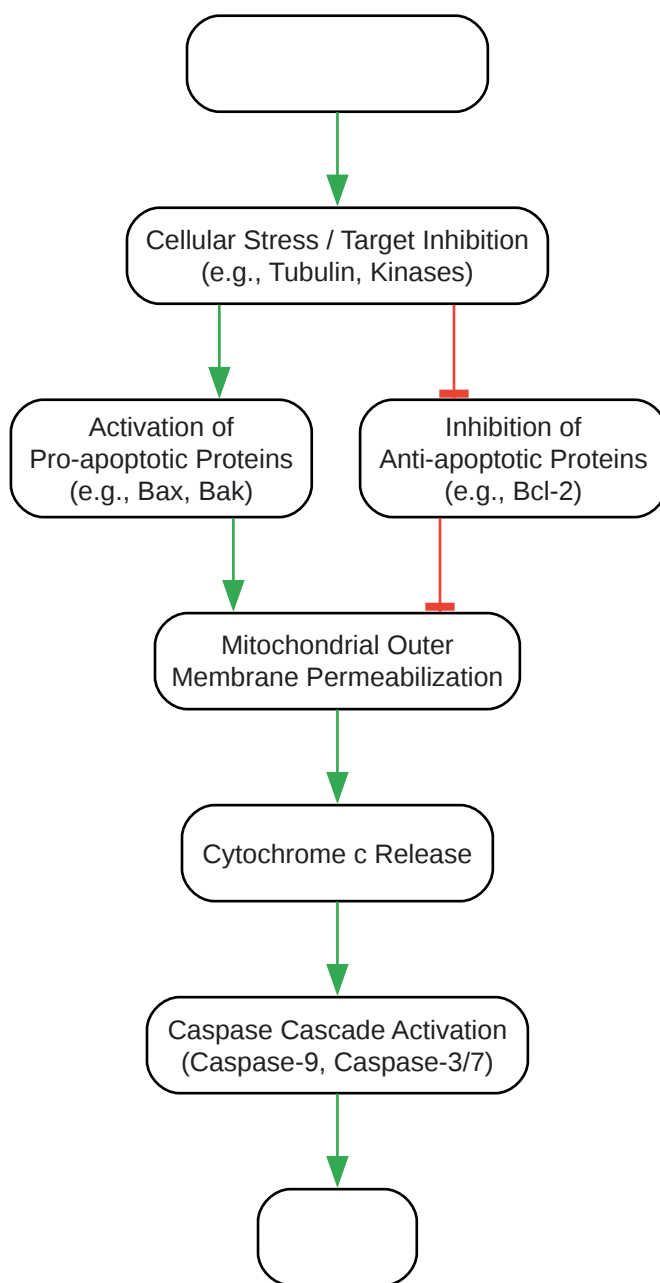 Cellular Stress / Target Inhibition
(e.g., Tubulin, Kinases)
Activation of
Pro-apoptotic Proteins
(e.g., Bax, Bak)
Inhibition of
Anti-apoptotic Proteins
(e.g., Bcl-2)
Mitochondrial Outer
Membrane Permeabilization
Cytochrome c Release
Caspase Cascade Activation
(Caspase-9, Caspase-3/7)